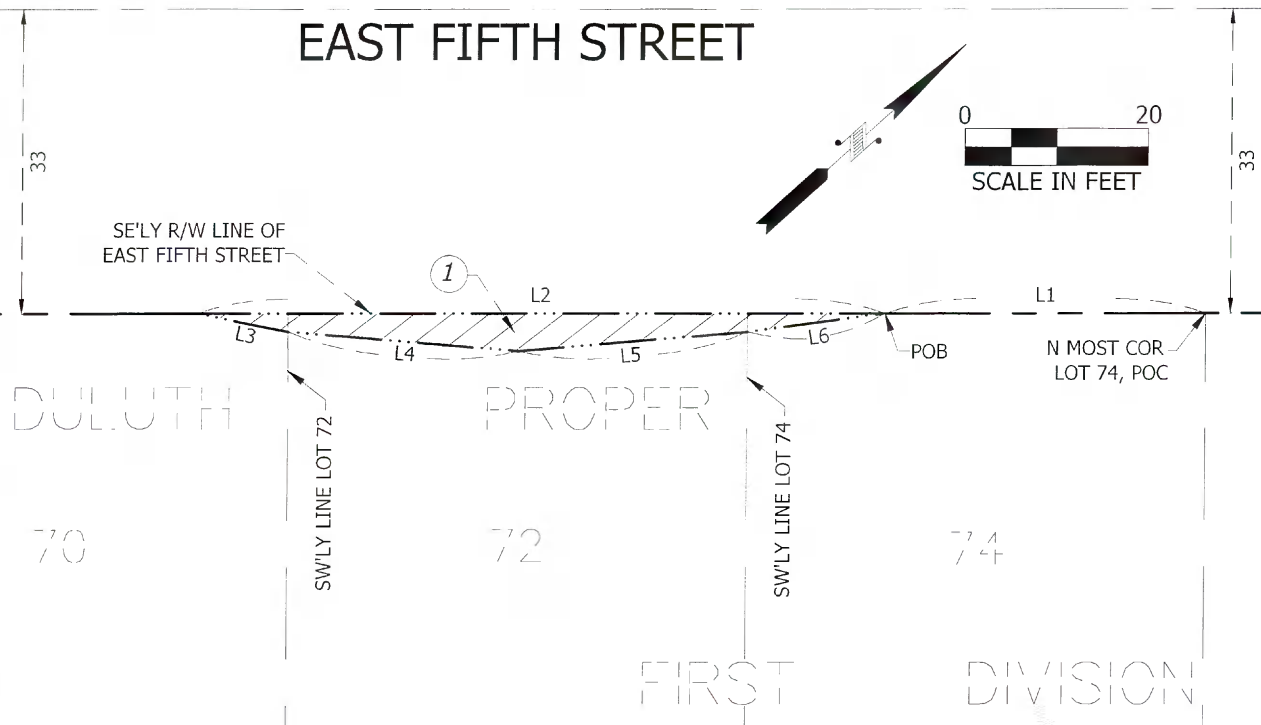 EAST FIFTH STREET
33
0 20
SCALE IN FEET
33
SE'LY R/W LINE OF
EAST FIFTH STREET
1
L2
L1
L3
L4
L5
L6
POB
N MOST COR
LOT 74, POC
DULUTH PROPER
SW'LY LINE LOT 72
SW'LY LINE LOT 74
70 72 74
FIRST DIVISION